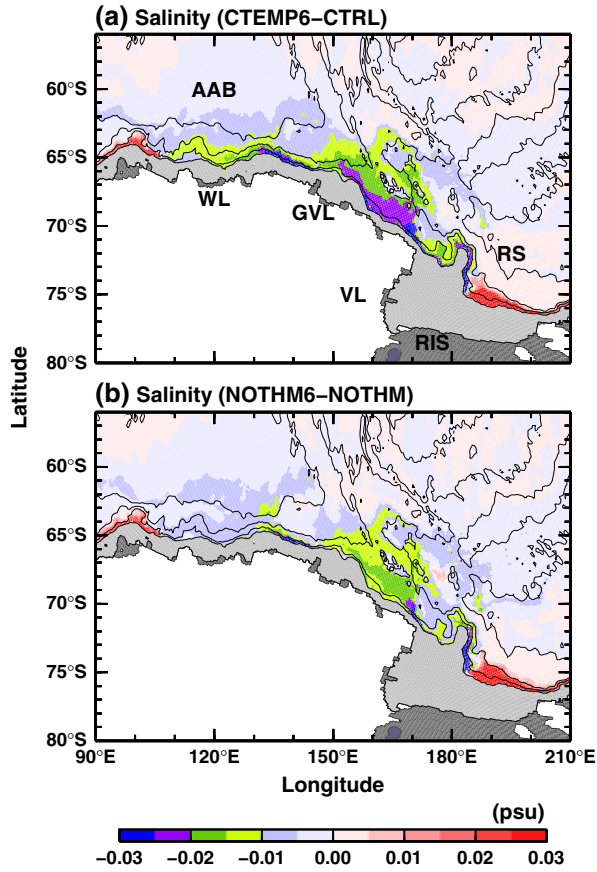 (a) Salinity (CTEMP6−CTRL)
60°S
AAB
65°S
WL
GVL
70°S
RS
75°S
VL
RIS
80°S
Latitude
(b) Salinity (NOTHM6−NOTHM)
60°S
65°S
70°S
75°S
80°S
90°E 120°E 150°E 180°E 210°E
Longitude
(psu)
−0.03 −0.02 −0.01 0.00 0.01 0.02 0.03